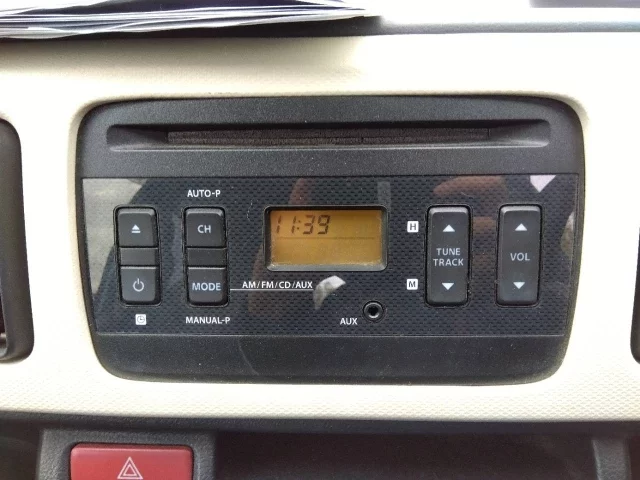 AUTO-P
11:39
CH
H
TUNE
TRACK
VOL
MODE
AM/FM/CD/AUX
M
MANUAL-P
AUX